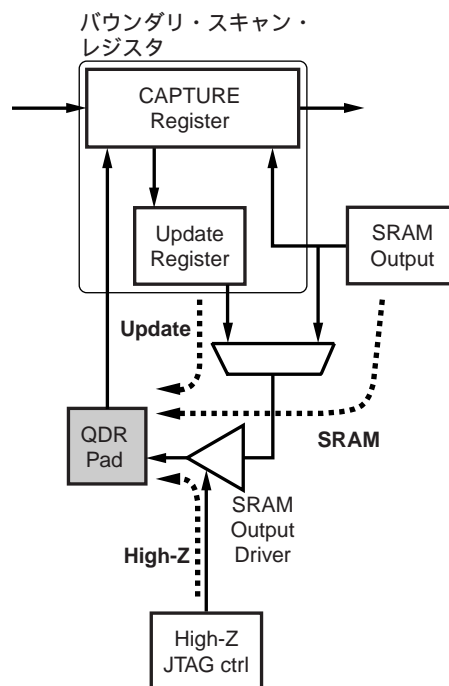 バウンダリ・スキャン・
レジスタ
CAPTURE
Register
Update
Register
SRAM
Output
Update
SRAM
QDR
Pad
SRAM
Output
Driver
High-Z
High-Z
JTAG ctrl